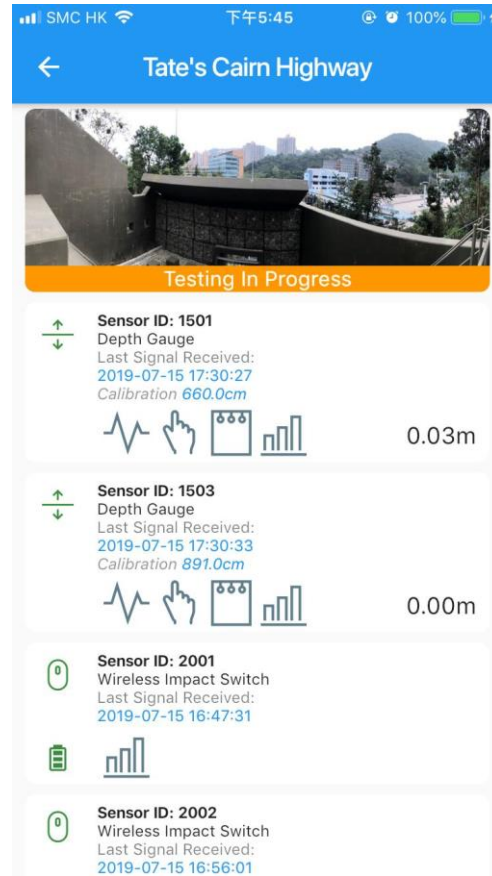 SMC HK 下午5:45 100%
Tate's Cairn Highway
Testing In Progress
Sensor ID: 1501
Depth Gauge
Last Signal Received:
2019-07-15 17:30:27
Calibration 660.0cm
0.03m
Sensor ID: 1503
Depth Gauge
Last Signal Received:
2019-07-15 17:30:33
Calibration 891.0cm
0.00m
Sensor ID: 2001
Wireless Impact Switch
Last Signal Received:
2019-07-15 16:47:31
Sensor ID: 2002
Wireless Impact Switch
Last Signal Received:
2019-07-15 16:56:01